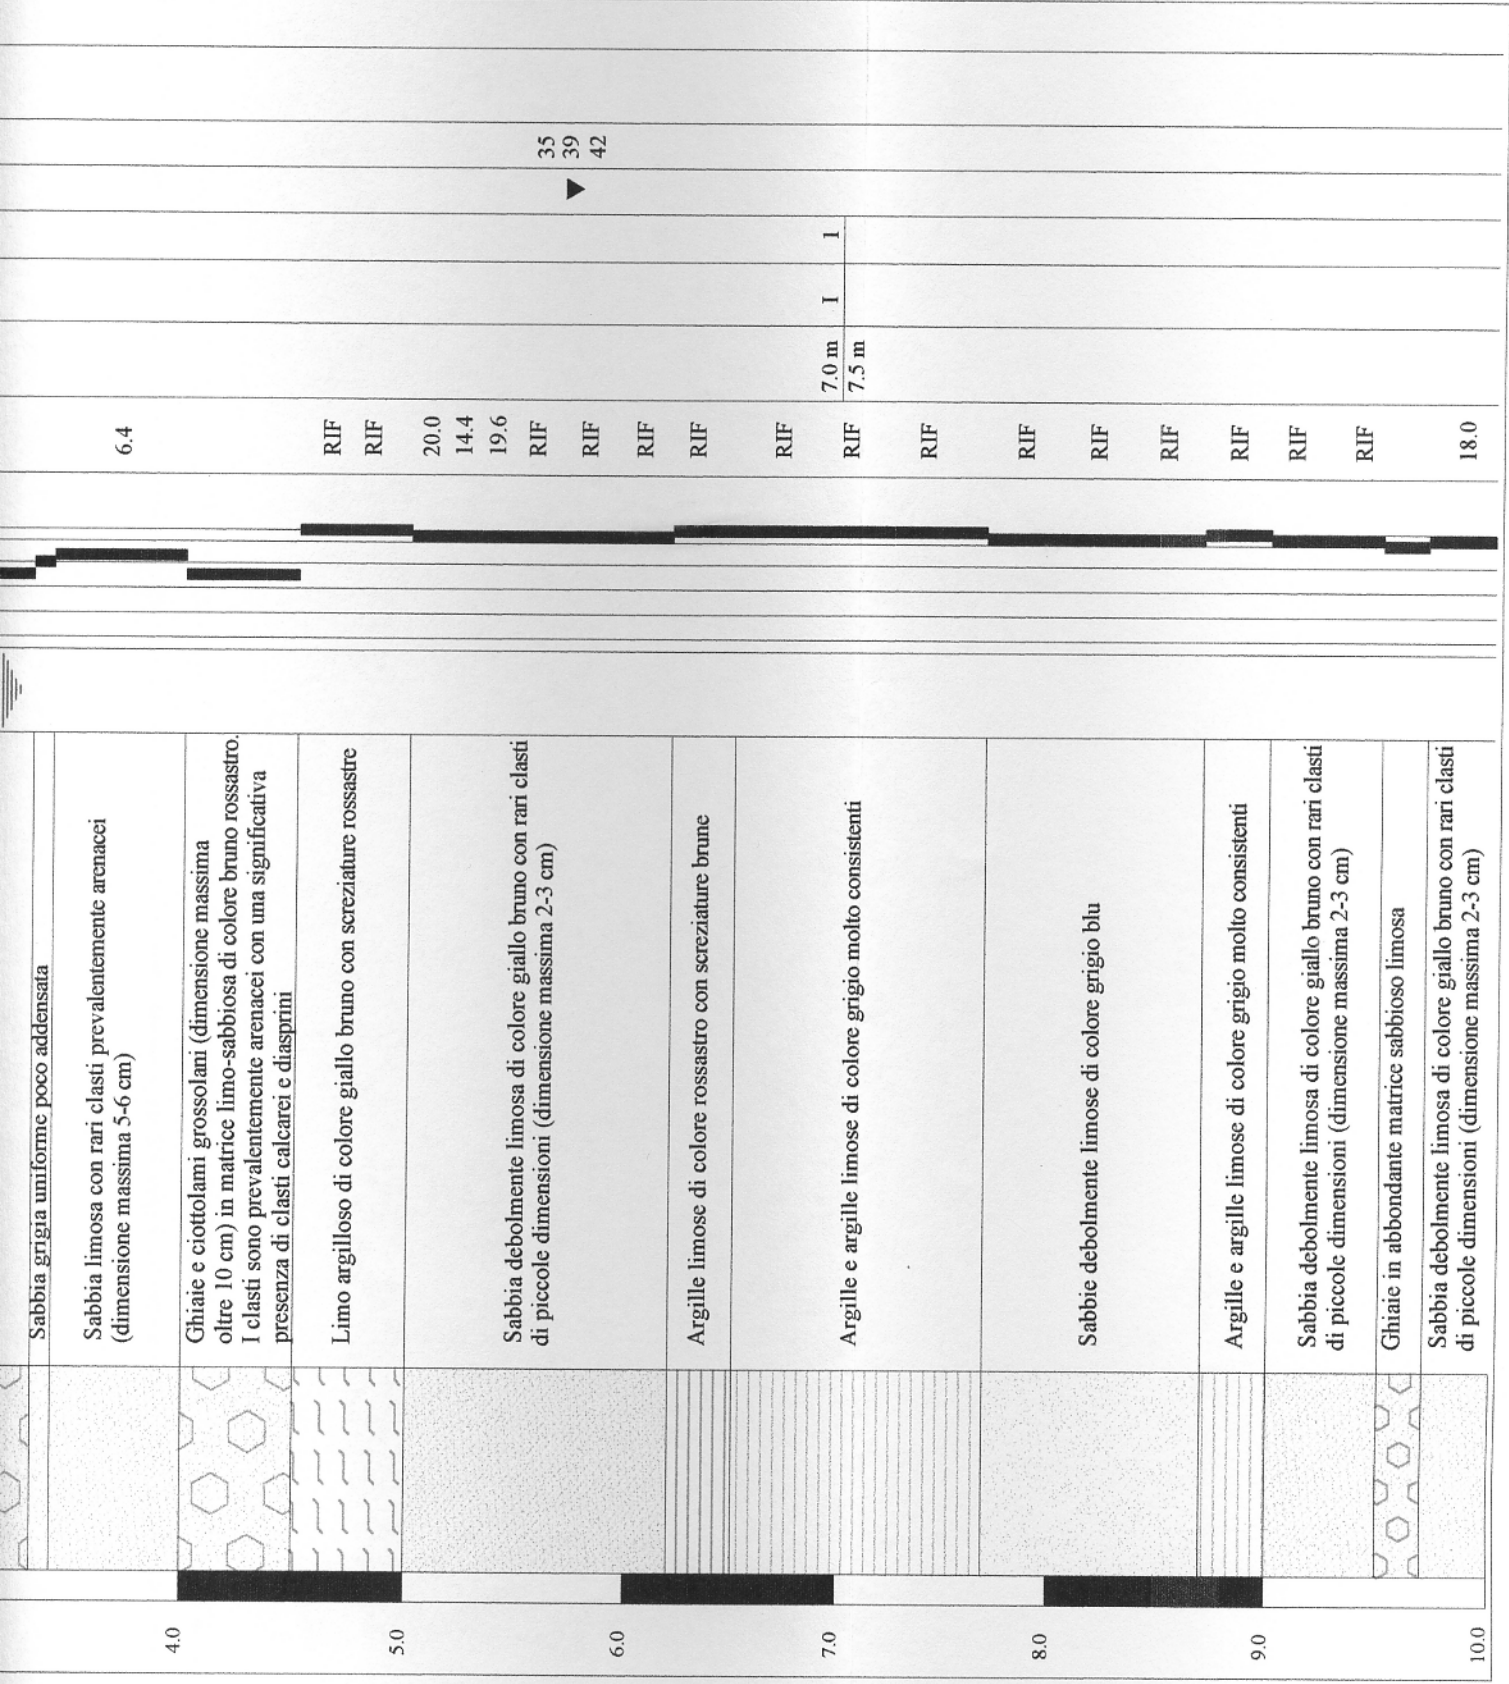 Sabbia grigia uniforme poco addensata
Sabbia limosa con rari clasti prevalentemente arenacei
(dimensione massima 5-6 cm)
Ghiaie e ciottolami grossolani (dimensione massima
oltre 10 cm) in matrice limo-sabbiosa di colore bruno rossastro.
I clasti sono prevalentemente arenacei con una significativa
presenza di clasti calcarei e diasprini
Limo argilloso di colore giallo bruno con screziature rossastre
Sabbia debolmente limosa di colore giallo bruno con rari clasti
di piccole dimensioni (dimensione massima 2-3 cm)
Argille limose di colore rossastro con screziature brune
Argille e argille limose di colore grigio molto consistenti
Sabbie debolmente limose di colore grigio blu
Argille e argille limose di colore grigio molto consistenti
Sabbia debolmente limosa di colore giallo bruno con rari clasti
di piccole dimensioni (dimensione massima 2-3 cm)
Ghiaie in abbondante matrice sabbioso limosa
Sabbia debolmente limosa di colore giallo bruno con rari clasti
di piccole dimensioni (dimensione massima 2-3 cm)
4.0
5.0
6.0
7.0
8.0
9.0
10.0
6.4
RIF
RIF
20.0
14.4
19.6
RIF
RIF
RIF
RIF
RIF
RIF
RIF
RIF
RIF
RIF
RIF
RIF
RIF
18.0
7.0 m I 1
7.5 m
35
39
42